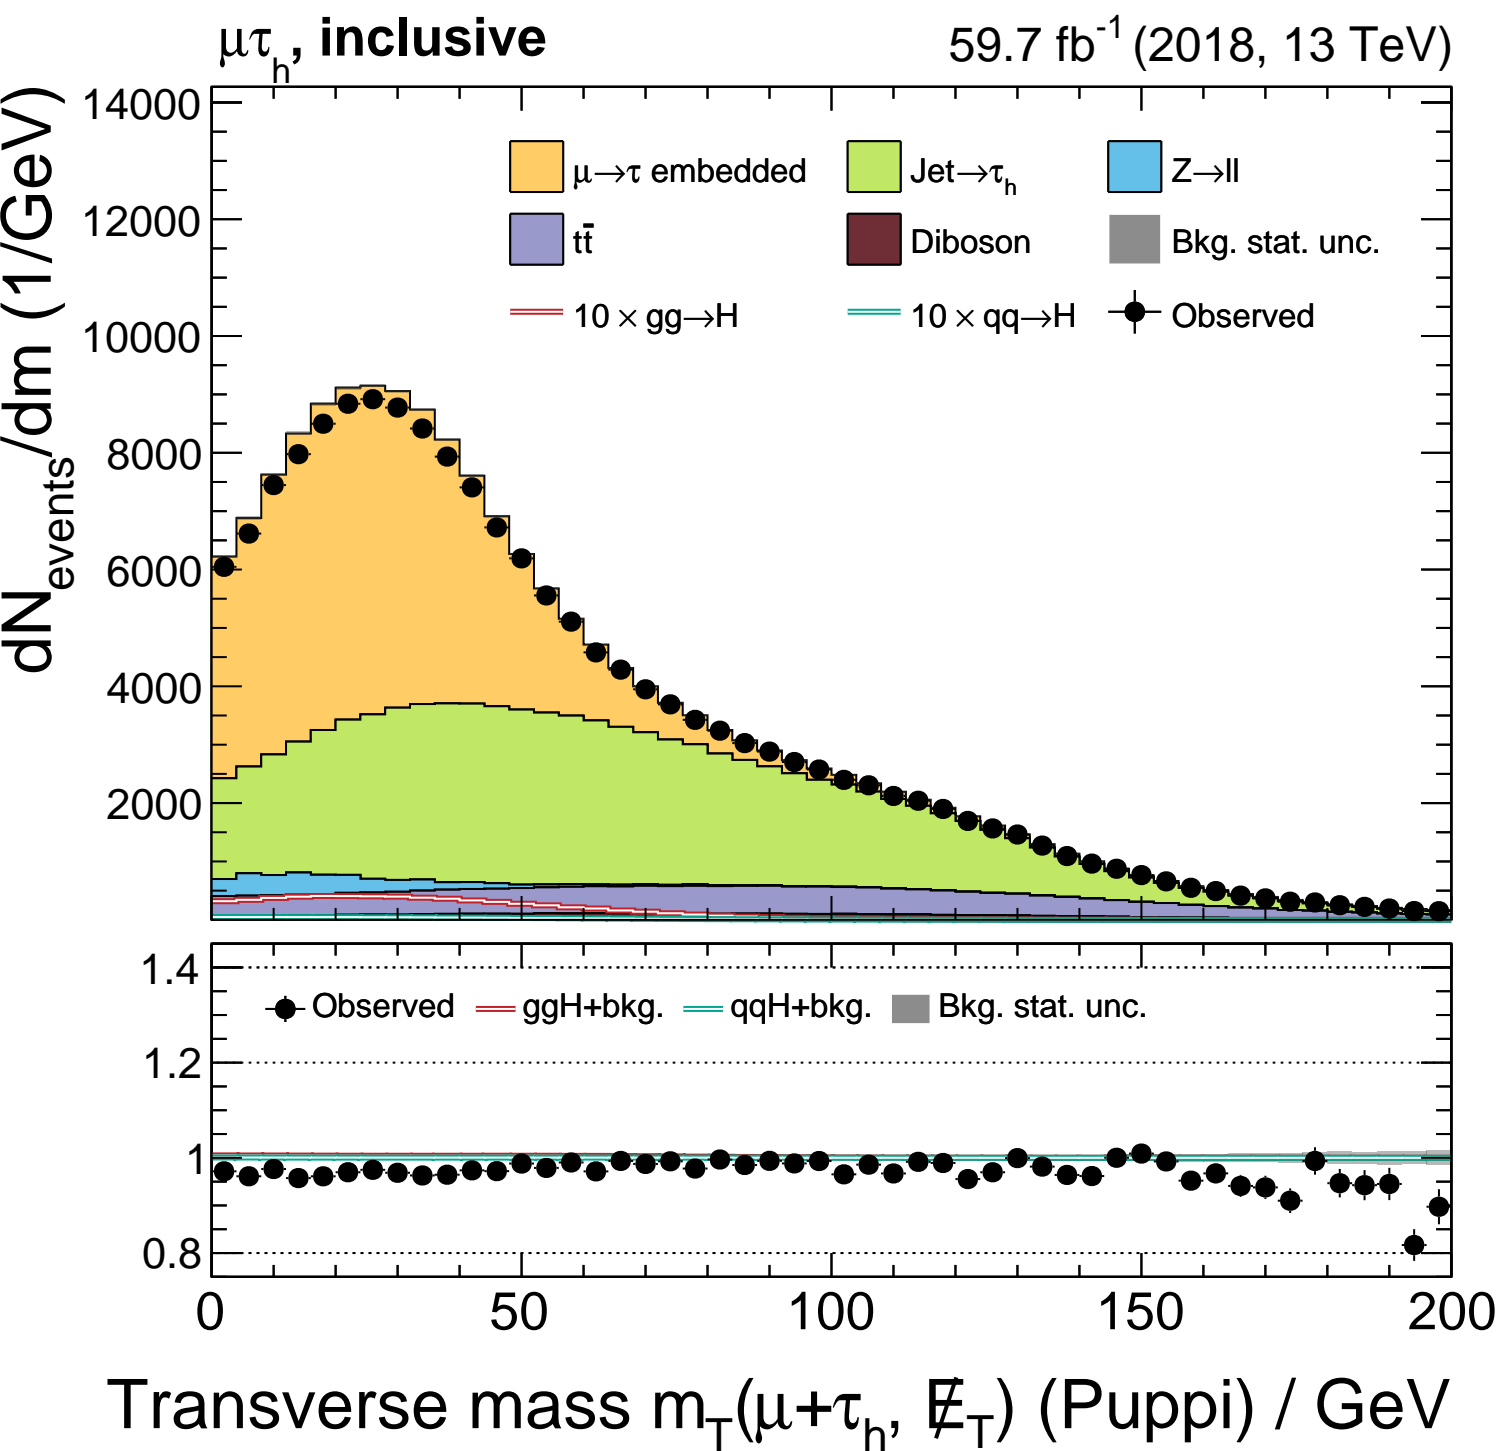 μτh, inclusive 59.7 fb-1 (2018, 13 TeV)
dNevents/dm (1/GeV)
14000
12000
10000
8000
6000
4000
2000
μ→τ embedded Jet→τh Z→ll
tt̄ Diboson Bkg. stat. unc.
10 × gg→H 10 × qq→H Observed
1.4
1.2
1
0.8
Observed ggH+bkg. qqH+bkg. Bkg. stat. unc.
0 50 100 150 200
Transverse mass mT(μ+τh, E̸T) (Puppi) / GeV